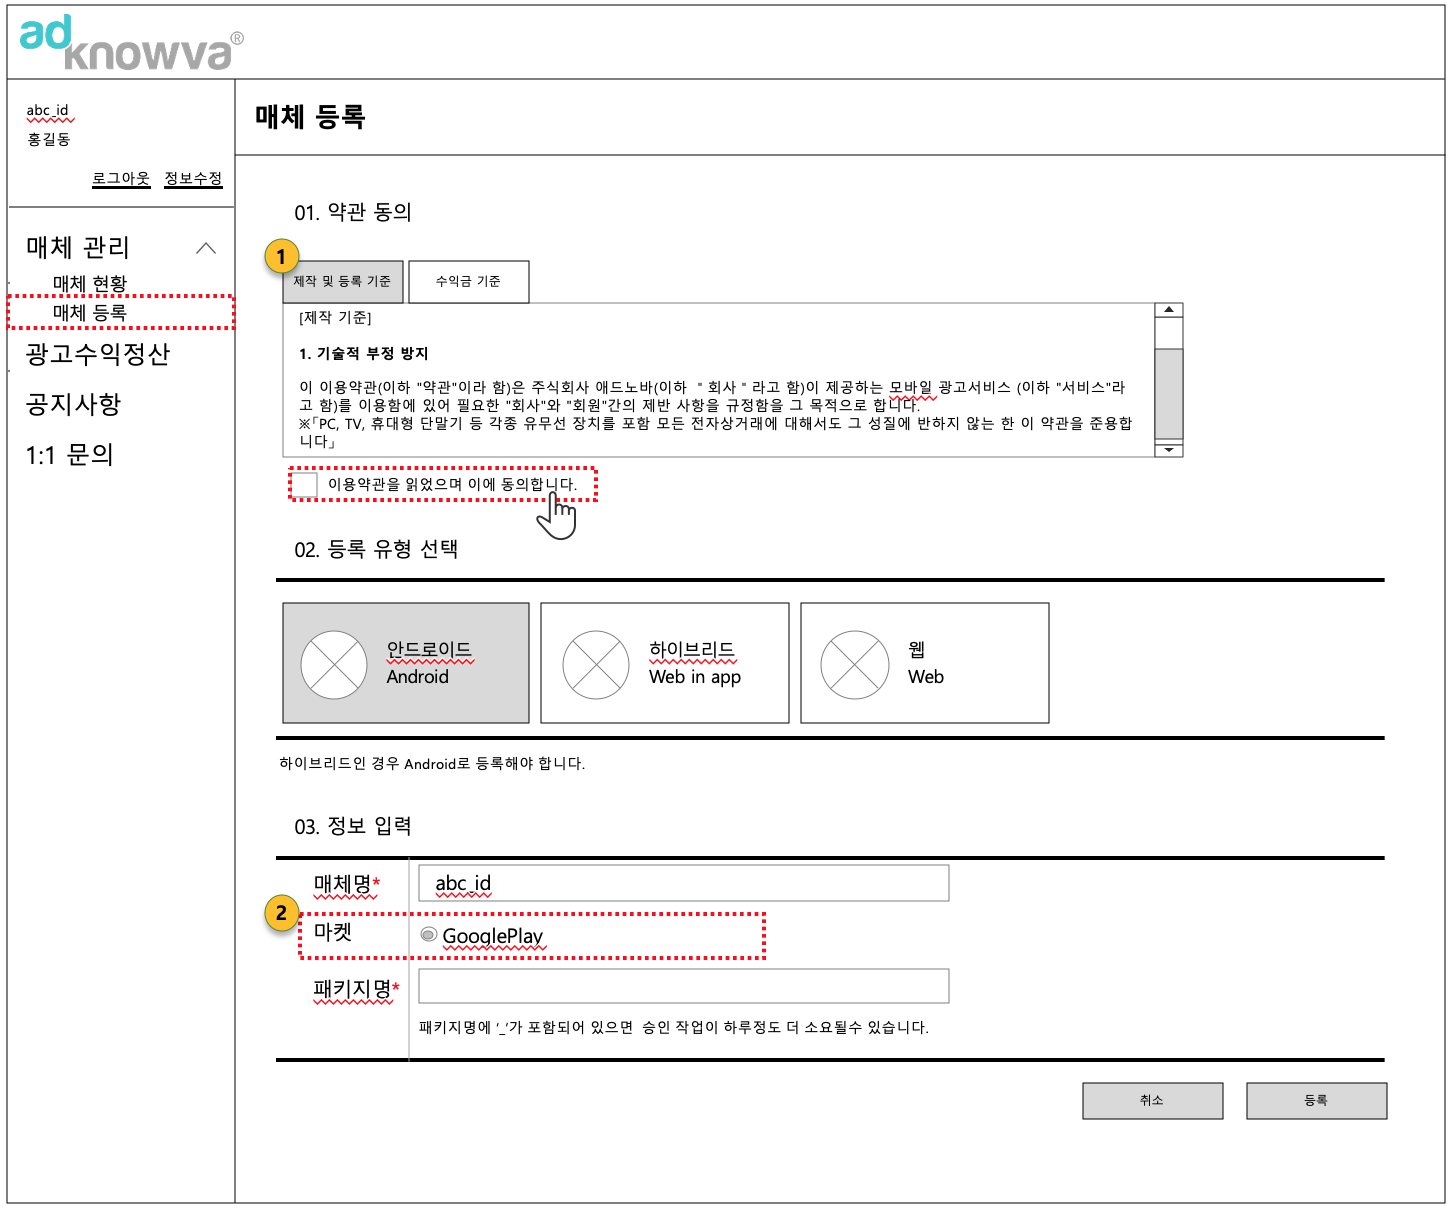 adknowva®
abc_id
홍길동
로그아웃 정보수정
매체 관리
매체 현황
매체 등록
광고수익정산
공지사항
1:1 문의
매체 등록
01. 약관 동의
1
제작 및 등록 기준 수익금 기준
[제작 기준]
1. 기술적 부정 방지
이 이용약관(이하 "약관"이라 함)은 주식회사 애드노바(이하 " 회사 " 라고 함)이 제공하는 모바일 광고서비스 (이하 "서비스"라
고 함)를 이용함에 있어 필요한 "회사"와 "회원"간의 제반 사항을 규정함을 그 목적으로 합니다.
※「PC, TV, 휴대형 단말기 등 각종 유무선 장치를 포함 모든 전자상거래에 대해서도 그 성질에 반하지 않는 한 이 약관을 준용합
니다」
이용약관을 읽었으며 이에 동의합니다.
02. 등록 유형 선택
안드로이드
Android
하이브리드
Web in app
웹
Web
하이브리드인 경우 Android로 등록해야 합니다.
03. 정보 입력
매체명* abc_id
2
마켓 GooglePlay
패키지명*
패키지명에 '_'가 포함되어 있으면 승인 작업이 하루정도 더 소요될수 있습니다.
취소 등록